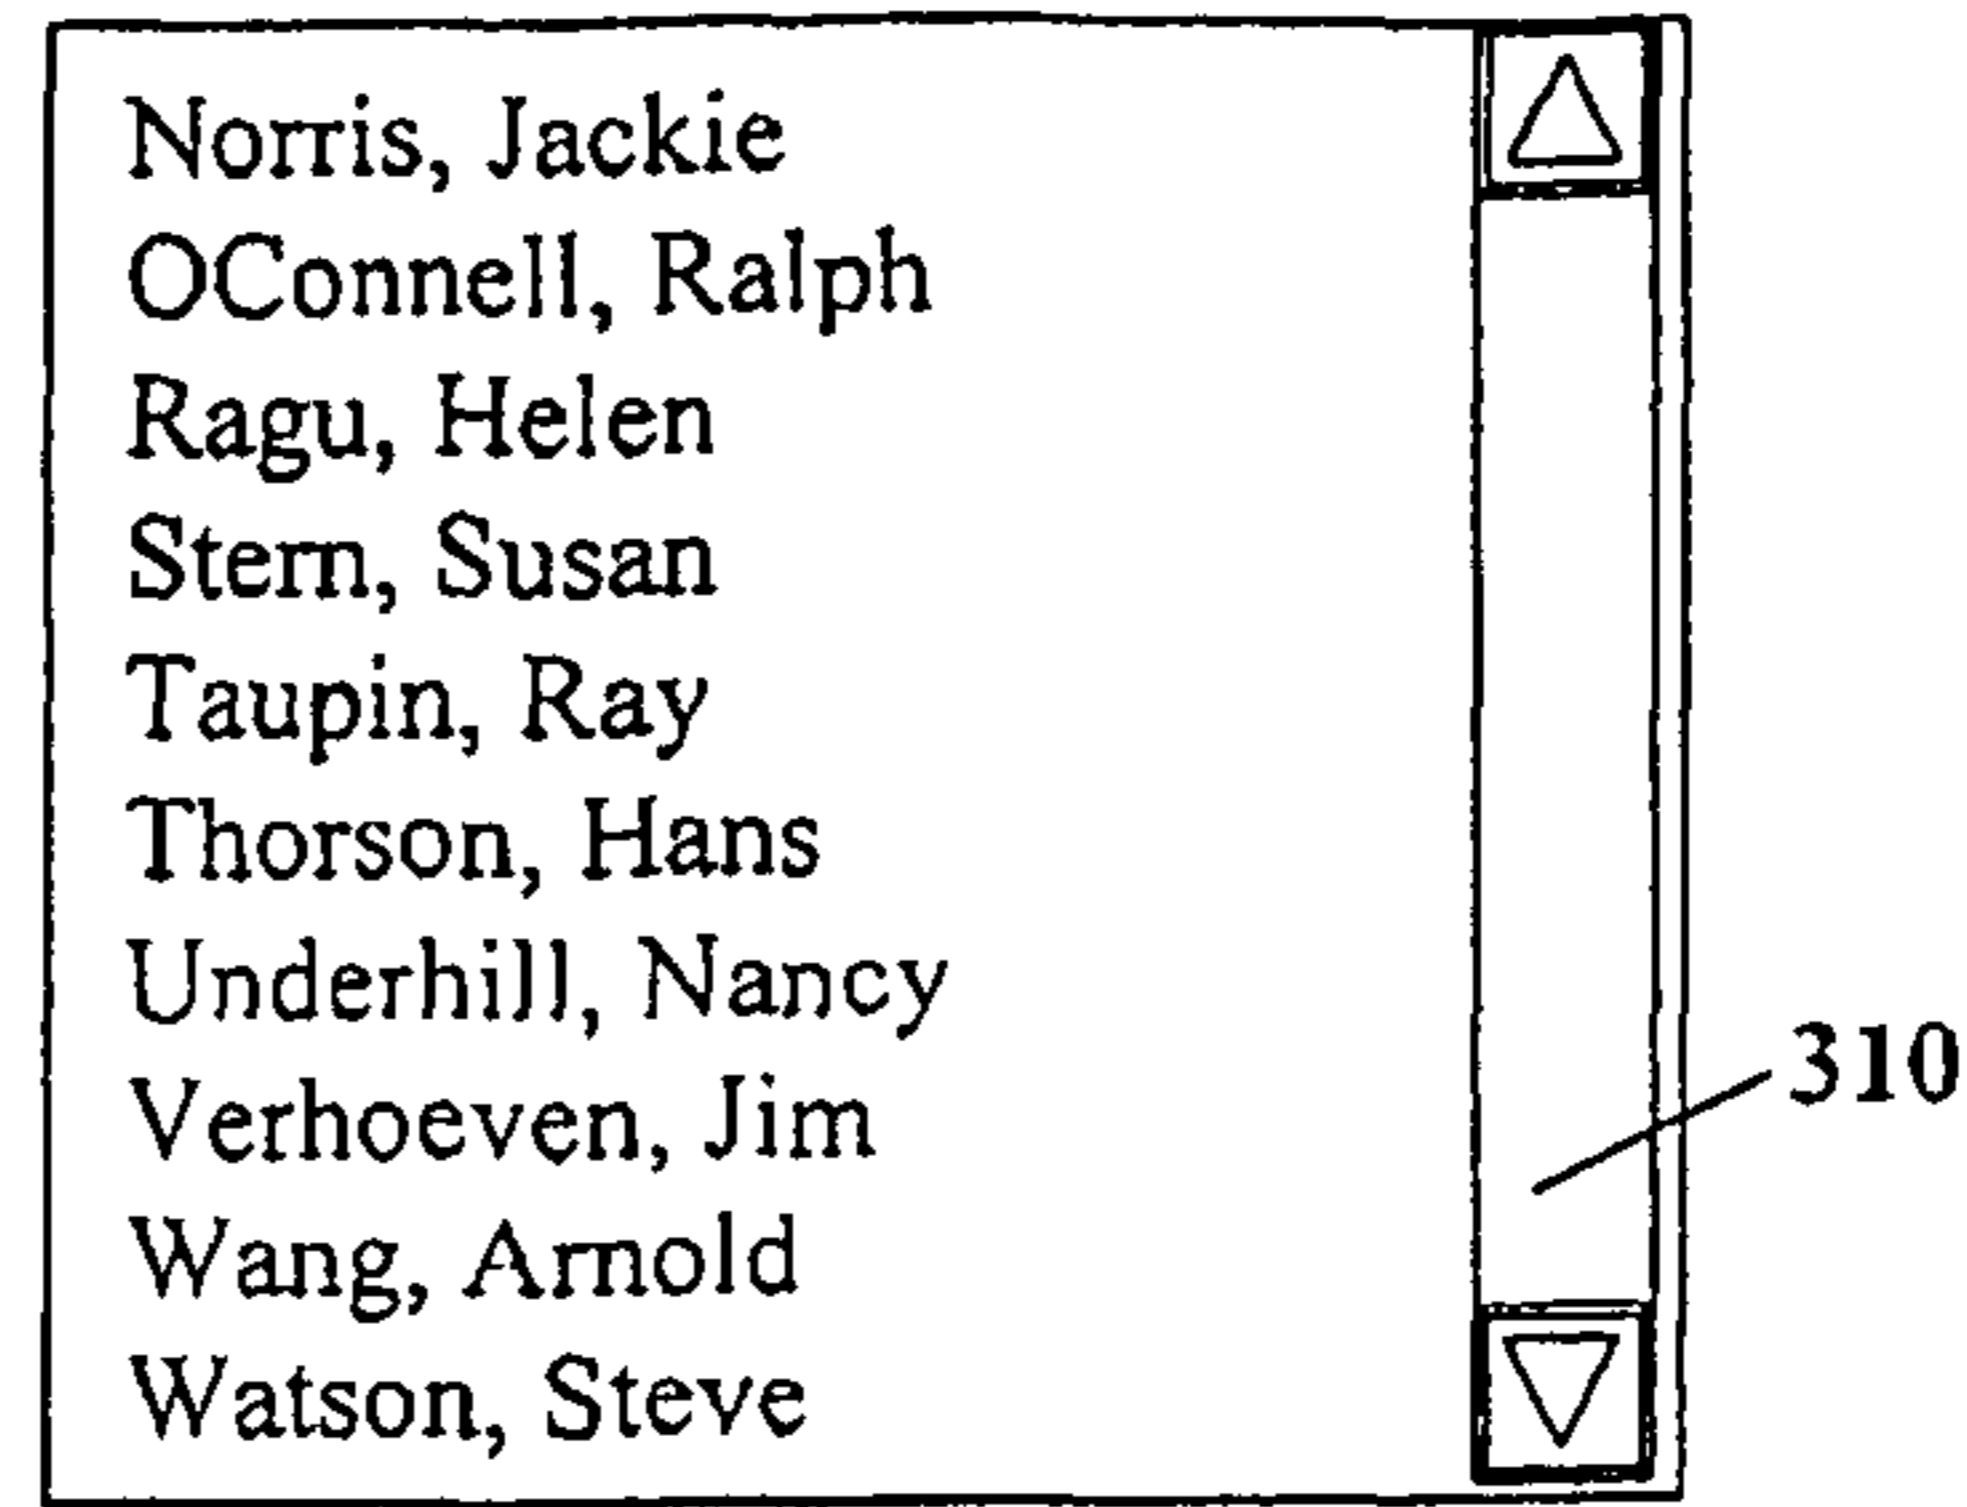 Norris, Jackie
OConnell, Ralph
Ragu, Helen
Stern, Susan
Taupin, Ray
Thorson, Hans
Underhill, Nancy
Verhoeven, Jim
Wang, Arnold
Watson, Steve
310